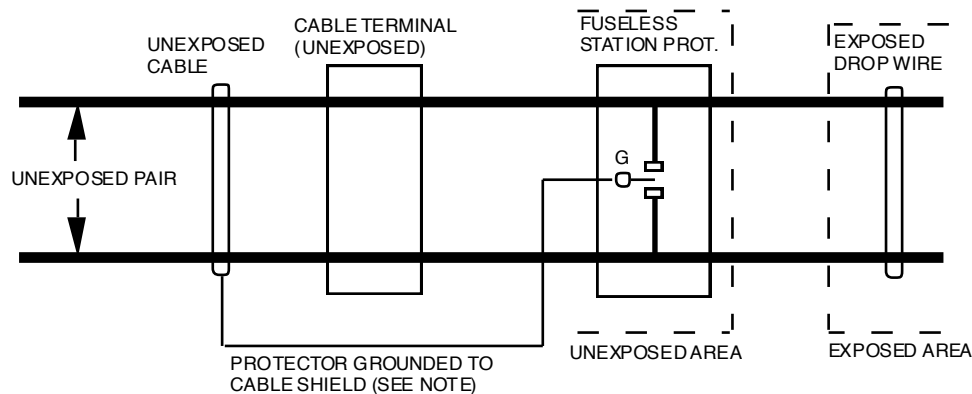 UNEXPOSED
CABLE
CABLE TERMINAL
(UNEXPOSED)
FUSELESS
STATION PROT.
EXPOSED
DROP WIRE
G
UNEXPOSED PAIR
PROTECTOR GROUNDED TO
CABLE SHIELD (SEE NOTE)
UNEXPOSED AREA
EXPOSED AREA